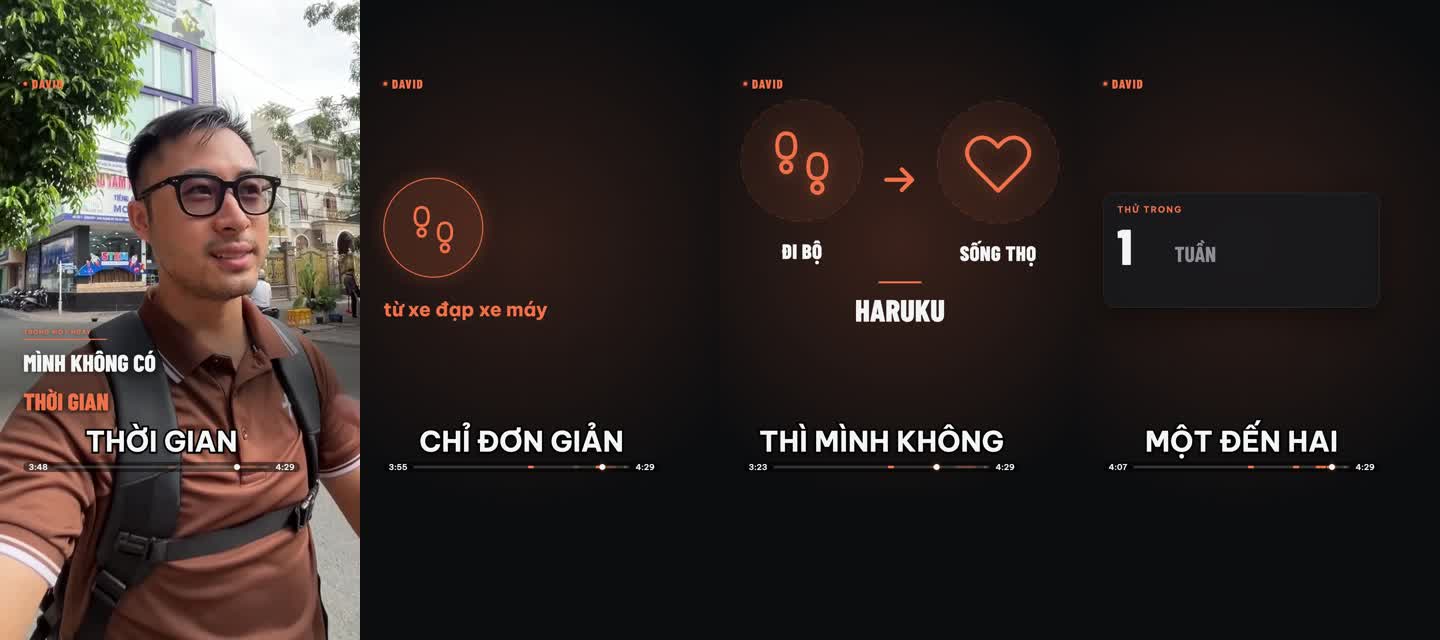 DAVID
MÌNH KHÔNG CÓ
THỜI GIAN
THỜI GIAN
3:48
4:29
DAVID
từ xe đạp xe máy
CHỈ ĐƠN GIẢN
3:55
4:29
DAVID
ĐI BỘ
SỐNG THỌ
HARUKU
THÌ MÌNH KHÔNG
3:23
4:29
DAVID
THỬ TRONG
1 TUẦN
MỘT ĐẾN HAI
4:07
4:29